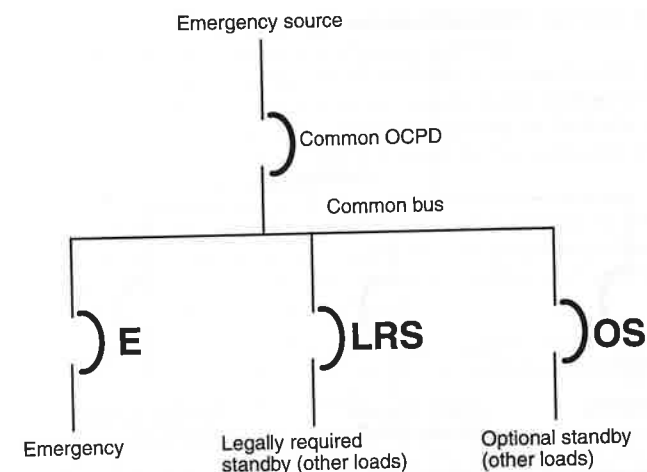 Emergency source
Common OCPD
Common bus
E
LRS
OS
Emergency
Legally required
standby (other loads)
Optional standby
(other loads)